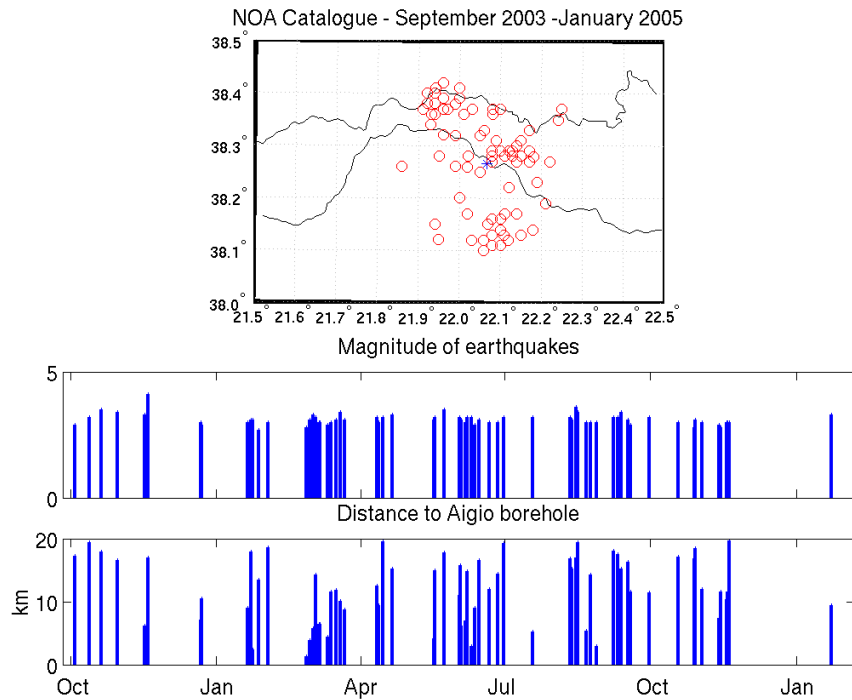 NOA Catalogue - September 2003 -January 2005
38.5°
38.4°
38.3°
38.2°
38.1°
38.0°
21.5° 21.6° 21.7° 21.8° 21.9° 22.0° 22.1° 22.2° 22.3° 22.4° 22.5°
Magnitude of earthquakes
5
0
Distance to Aigio borehole
20
10
0
km
Oct Jan Apr Jul Oct Jan